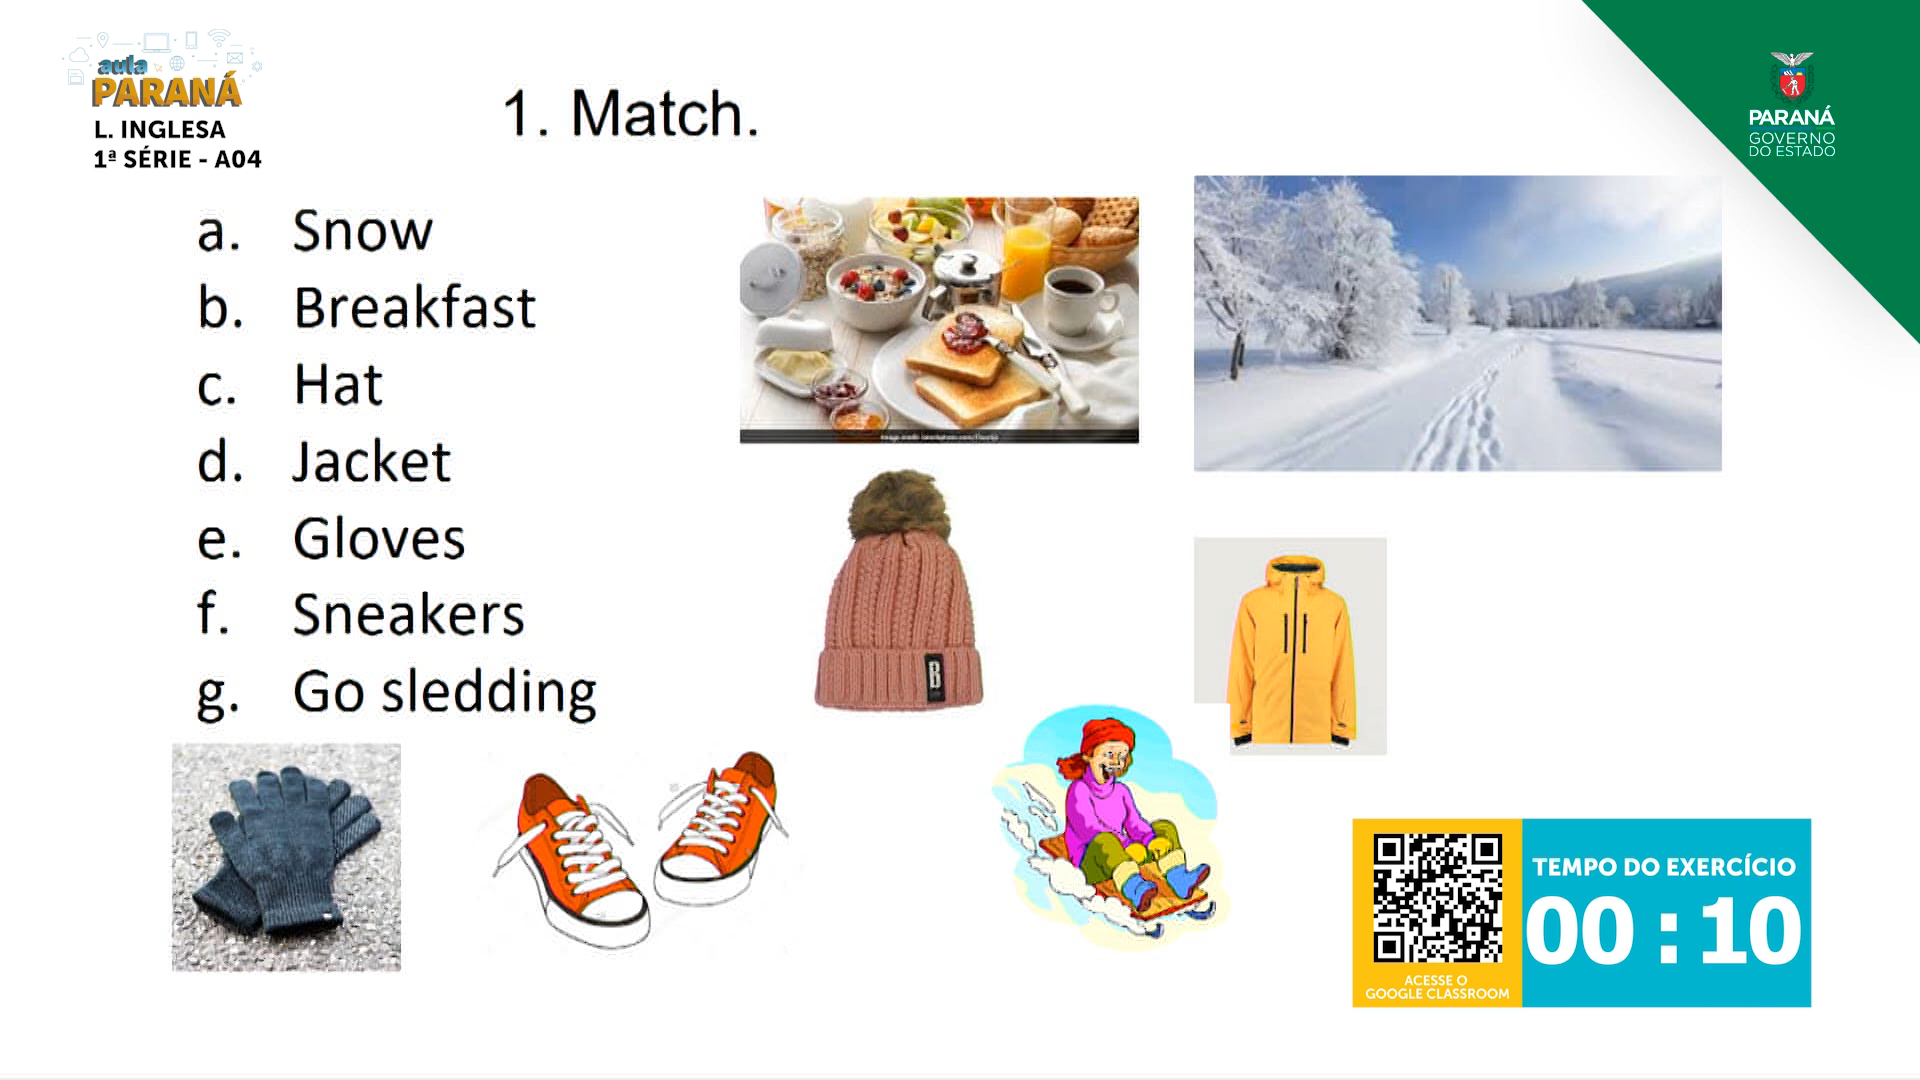 aula
PARANÁ
L. INGLESA
1ª SÉRIE - A04
1. Match.
PARANÁ
GOVERNO
DO ESTADO
a. Snow
b. Breakfast
c. Hat
d. Jacket
e. Gloves
f. Sneakers
g. Go sledding
B
TEMPO DO EXERCÍCIO
00 : 10
ACESSE O
GOOGLE CLASSROOM